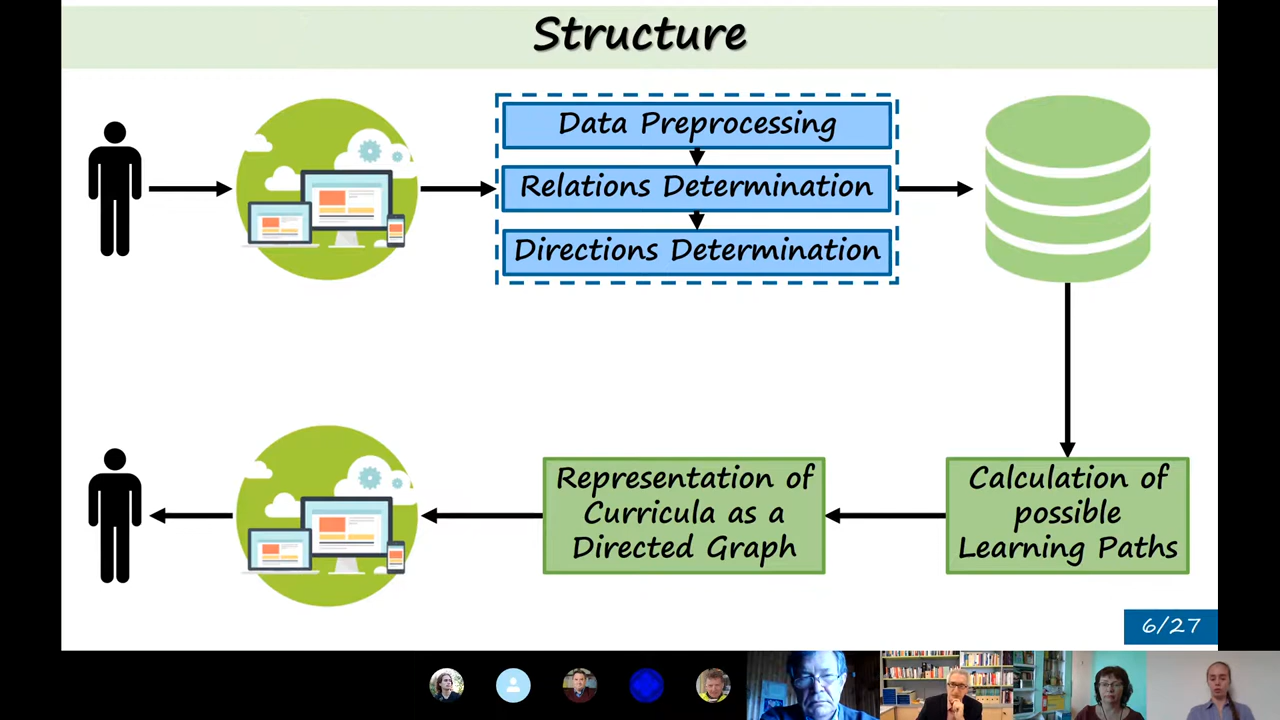 Structure
Data Preprocessing
Relations Determination
Directions Determination
Representation of
Curricula as a
Directed Graph
Calculation of
possible
Learning Paths
6/27